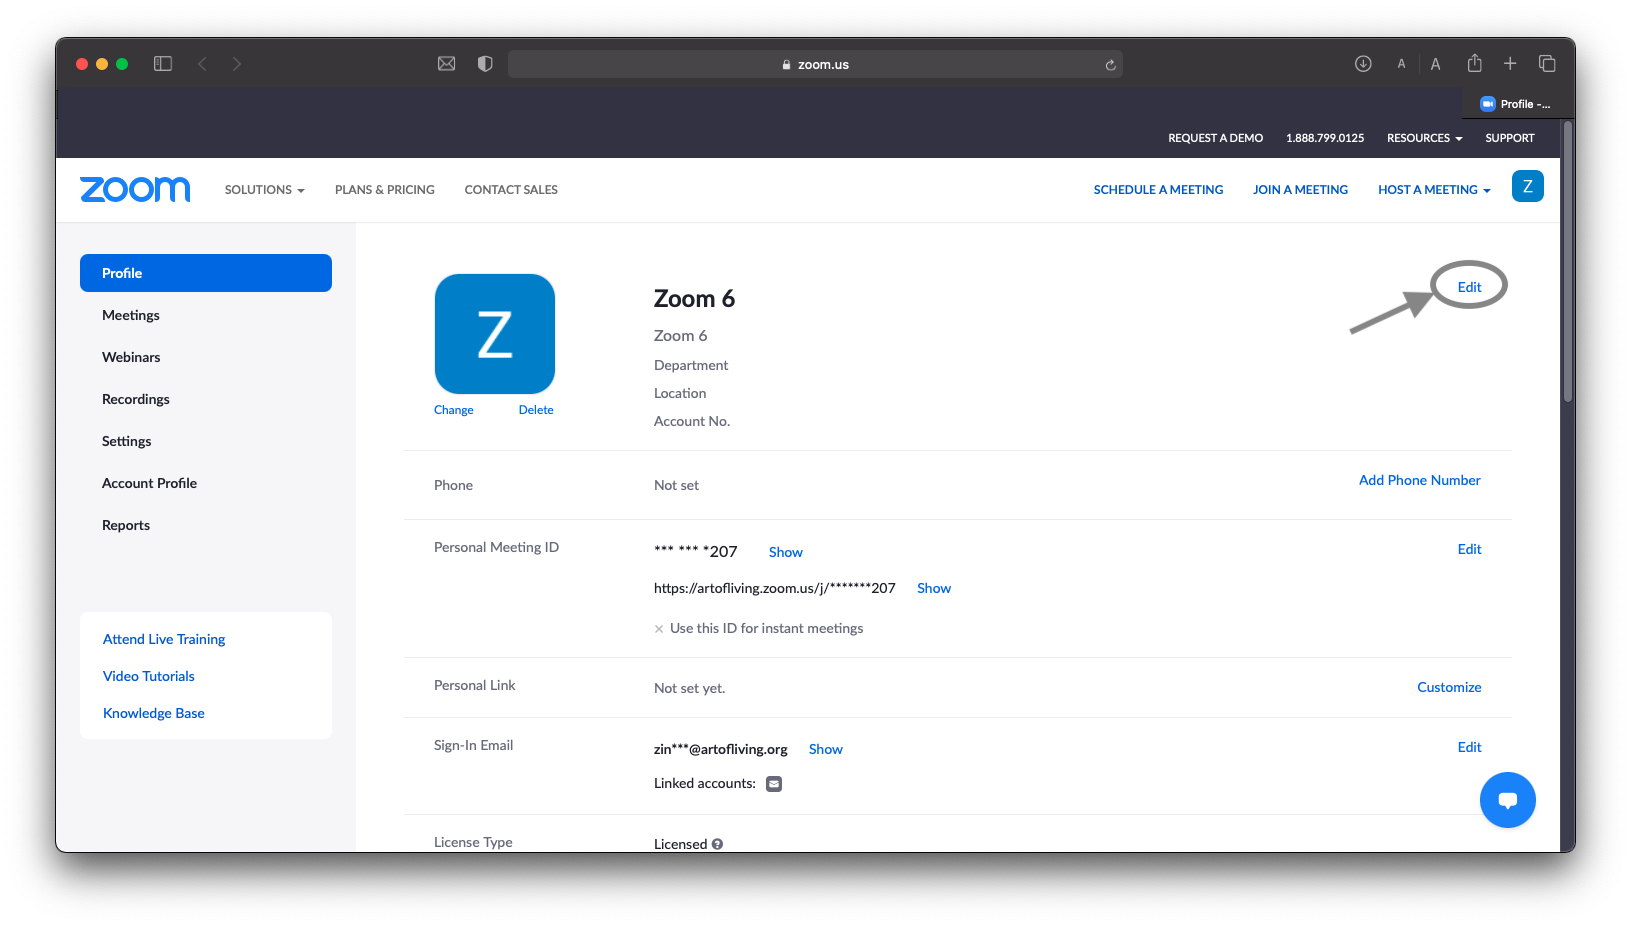 zoom.us
A A
Profile –...
REQUEST A DEMO 1.888.799.0125 RESOURCES SUPPORT
zoom SOLUTIONS PLANS & PRICING CONTACT SALES SCHEDULE A MEETING JOIN A MEETING HOST A MEETING Z
Profile
Meetings
Webinars
Recordings
Settings
Account Profile
Reports
Attend Live Training
Video Tutorials
Knowledge Base
Z
Change Delete
Zoom 6
Edit
Zoom 6
Department
Location
Account No.
Phone Not set Add Phone Number
Personal Meeting ID *** *** *207 Show Edit
https://artofliving.zoom.us/j/*******207 Show
× Use this ID for instant meetings
Personal Link Not set yet. Customize
Sign-In Email zin***@artofliving.org Show Edit
Linked accounts:
License Type Licensed ?